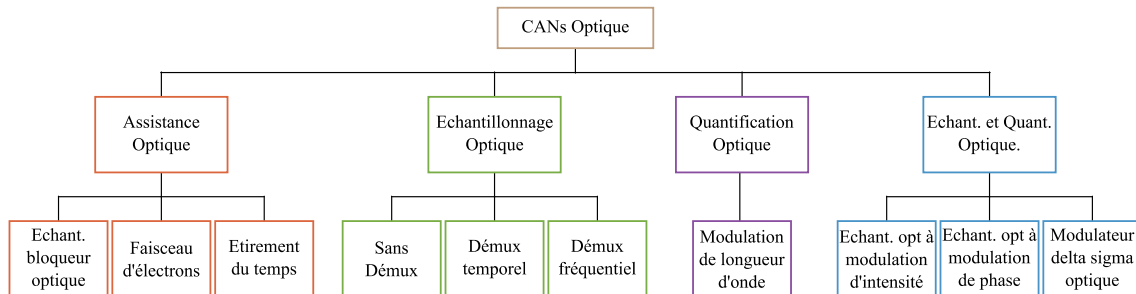 CANs Optique
Assistance
Optique
Echantillonnage
Optique
Quantification
Optique
Echant. et Quant.
Optique.
Echant.
bloqueur
optique
Faisceau
d'électrons
Etirement
du temps
Sans
Démux
Démux
temporel
Démux
fréquentiel
Modulation
de longueur
d'onde
Echant. opt à
modulation
d'intensité
Echant. opt à
modulation
de phase
Modulateur
delta sigma
optique